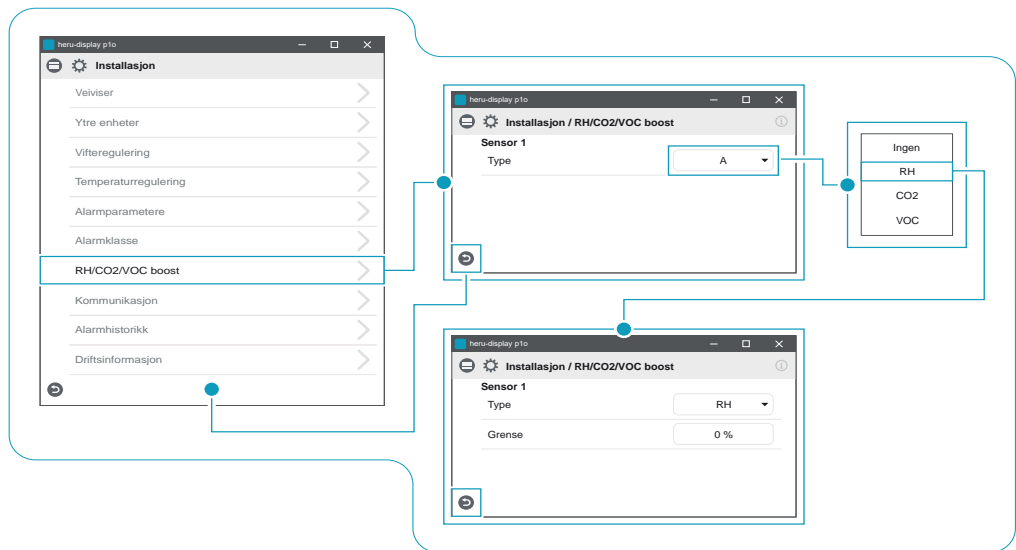 heru-display p1o
Installasjon
Veiviser
Ytre enheter
Vifteregulering
Temperaturregulering
Alarmparametere
Alarmklasse
RH/CO2/VOC boost
Kommunikasjon
Alarmhistorikk
Driftsinformasjon
heru-display p1o
Installasjon / RH/CO2/VOC boost
Sensor 1
Type A
Ingen
RH
CO2
VOC
heru-display p1o
Installasjon / RH/CO2/VOC boost
Sensor 1
Type RH
Grense 0 %